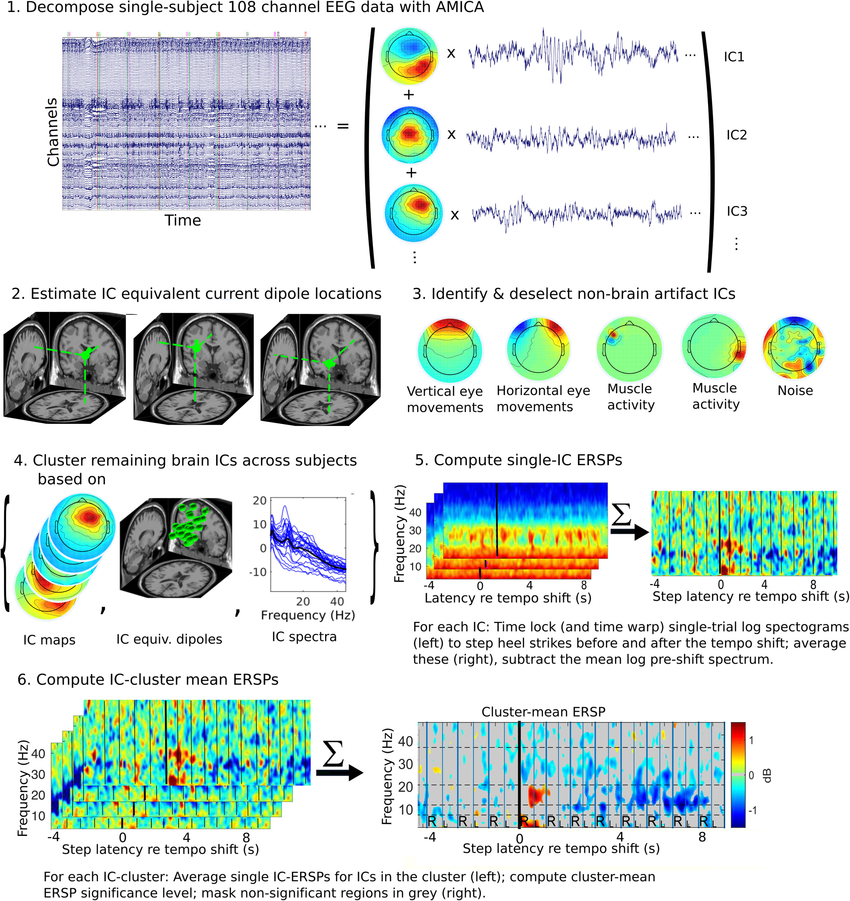 1. Decompose single-subject 108 channel EEG data with AMICA
Channels
Time
... =
x
... IC1
+
x
... IC2
+
x
... IC3
⋮
⋮
2. Estimate IC equivalent current dipole locations
3. Identify & deselect non-brain artifact ICs
Vertical eye
movements
Horizontal eye
movements
Muscle
activity
Muscle
activity
Noise
4. Cluster remaining brain ICs across subjects
based on
{
,
,
}
20
10
0
-10
20 40
Frequency (Hz)
IC maps
IC equiv. dipoles
IC spectra
5. Compute single-IC ERSPs
Frequency (Hz)
40
30
20
10
-4 0 4 8
Latency re tempo shift (s)
Σ
-4 0 4 8
Step latency re tempo shift (s)
For each IC: Time lock (and time warp) single-trial log spectograms
(left) to step heel strikes before and after the tempo shift; average
these (right), subtract the mean log pre-shift spectrum.
6. Compute IC-cluster mean ERSPs
Frequency (Hz)
40
30
20
10
-4 0 4 8
Step latency re tempo shift (s)
Σ
Cluster-mean ERSP
Frequency (Hz)
40
30
20
10
R L R L R L R L R L R L R L R L R L R L
-4 0 4 8
Step latency re tempo shift (s)
1
0
-1
dB
For each IC-cluster: Average single IC-ERSPs for ICs in the cluster (left); compute cluster-mean
ERSP significance level; mask non-significant regions in grey (right).